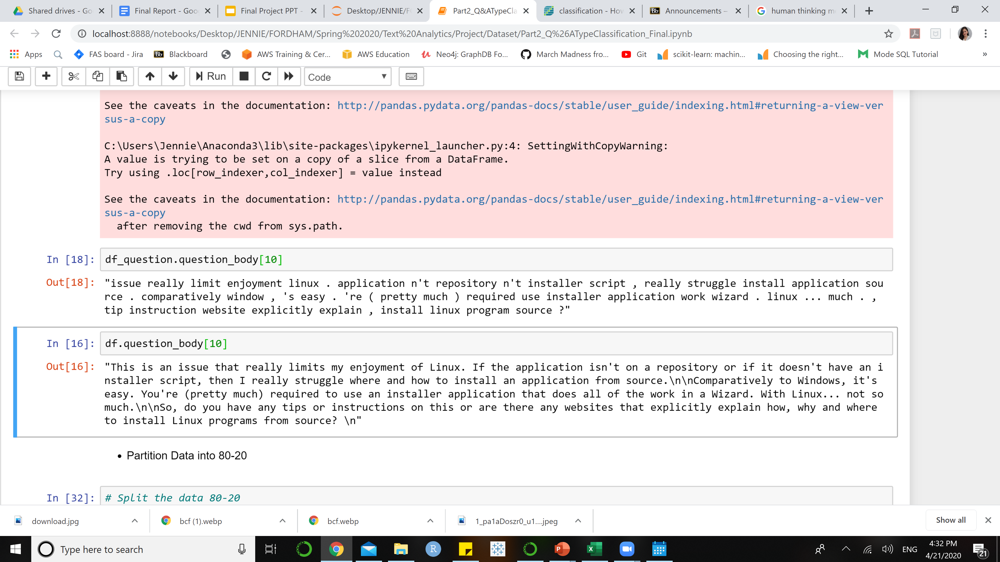 Shared drives - Go
Final Report - Goo
Final Project PPT -
Desktop/JENNIE/F
Part2_Q&ATypeCla
classification - How
Bb Announcements –
human thinking m
localhost:8888/notebooks/Desktop/JENNIE/FORDHAM/Spring%202020/Text%20Analytics/Project/Dataset/Part2_Q%26ATypeClassification_Final.ipynb
Apps
FAS board - Jira
Bb Blackboard
AWS Training & Cer...
AWS Education
Neo4j: GraphDB Fo...
March Madness fro...
Git
scikit-learn: machin...
Choosing the right...
Mode SQL Tutorial
»
Run
Code
See the caveats in the documentation: http://pandas.pydata.org/pandas-docs/stable/user_guide/indexing.html#returning-a-view-ver
sus-a-copy
C:\Users\Jennie\Anaconda3\lib\site-packages\ipykernel_launcher.py:4: SettingWithCopyWarning:
A value is trying to be set on a copy of a slice from a DataFrame.
Try using .loc[row_indexer,col_indexer] = value instead
See the caveats in the documentation: http://pandas.pydata.org/pandas-docs/stable/user_guide/indexing.html#returning-a-view-ver
sus-a-copy
after removing the cwd from sys.path.
In [18]: df_question.question_body[10]
Out[18]: "issue really limit enjoyment linux . application n't repository n't installer script , really struggle install application sou
rce . comparatively window , 's easy . 're ( pretty much ) required use installer application work wizard . linux ... much . ,
tip instruction website explicitly explain , install linux program source ?"
In [16]: df.question_body[10]
Out[16]: "This is an issue that really limits my enjoyment of Linux. If the application isn't on a repository or if it doesn't have an i
nstaller script, then I really struggle where and how to install an application from source.\n\nComparatively to Windows, it's
easy. You're (pretty much) required to use an installer application that does all of the work in a Wizard. With Linux... not so
much.\n\nSo, do you have any tips or instructions on this or are there any websites that explicitly explain how, why and where
to install Linux programs from source? \n"
• Partition Data into 80-20
In [32]: # Split the data 80-20
download.jpg
bcf (1).webp
bcf.webp
1_pa1aDoszr0_u1....jpeg
Show all
Type here to search
R
P
X
ENG
4:32 PM
4/21/2020
21